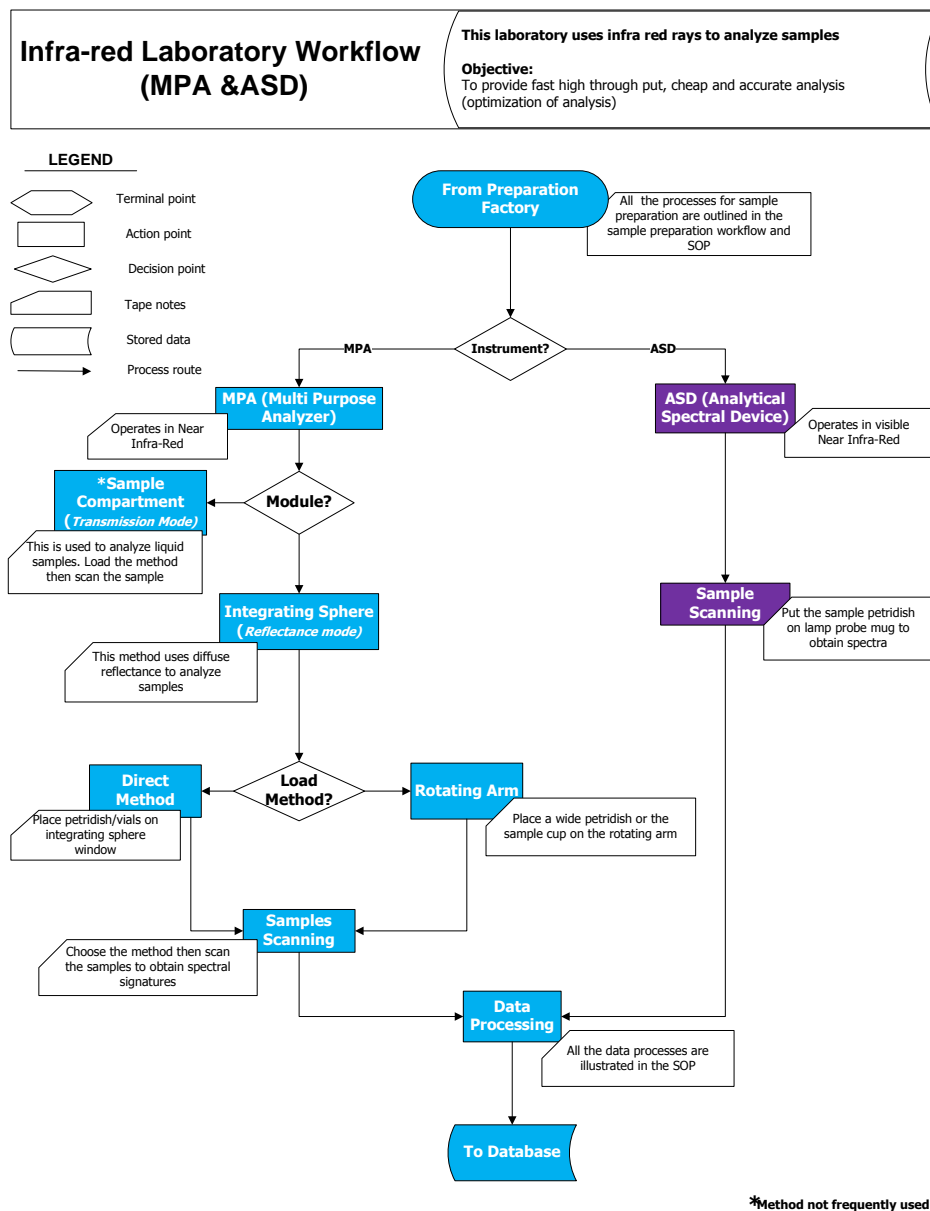 Infra-red Laboratory Workflow
(MPA &ASD)
This laboratory uses infra red rays to analyze samples
Objective:
To provide fast high through put, cheap and accurate analysis
(optimization of analysis)
LEGEND
Terminal point
Action point
Decision point
Tape notes
Stored data
Process route
From Preparation
Factory
All the processes for sample
preparation are outlined in the
sample preparation workflow and
SOP
Instrument?
MPA
ASD
MPA (Multi Purpose
Analyzer)
Operates in Near
Infra-Red
ASD (Analytical
Spectral Device)
Operates in visible
Near Infra-Red
*Sample
Compartment
(Transmission Mode)
Module?
This is used to analyze liquid
samples. Load the method
then scan the sample
Integrating Sphere
(Reflectance mode)
This method uses diffuse
reflectance to analyze
samples
Sample
Scanning
Put the sample petridish
on lamp probe mug to
obtain spectra
Direct
Method
Load
Method?
Rotating Arm
Place petridish/vials on
integrating sphere
window
Place a wide petridish or the
sample cup on the rotating arm
Samples
Scanning
Choose the method then scan
the samples to obtain spectral
signatures
Data
Processing
All the data processes are
illustrated in the SOP
To Database
*Method not frequently used